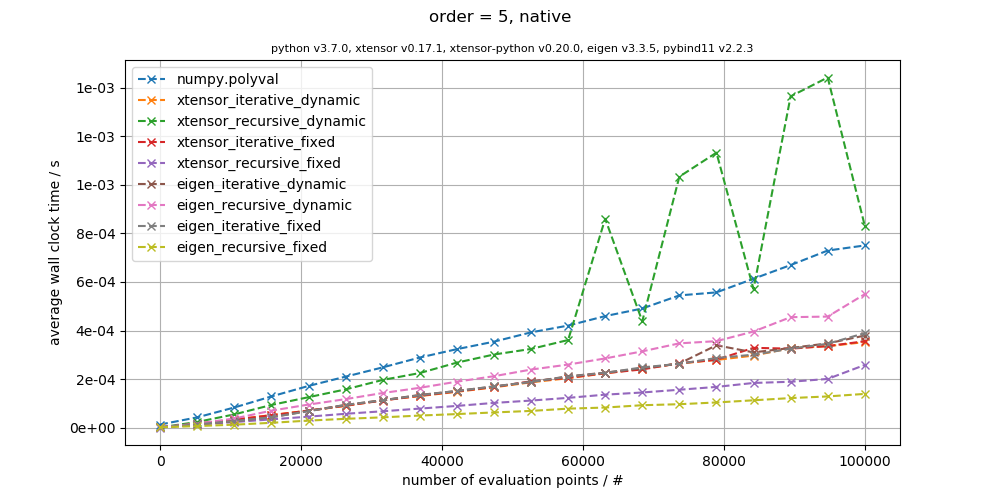 order = 5, native
python v3.7.0, xtensor v0.17.1, xtensor-python v0.20.0, eigen v3.3.5, pybind11 v2.2.3
numpy.polyval
xtensor_iterative_dynamic
xtensor_recursive_dynamic
xtensor_iterative_fixed
xtensor_recursive_fixed
eigen_iterative_dynamic
eigen_recursive_dynamic
eigen_iterative_fixed
eigen_recursive_fixed
average wall clock time / s
1e-03
1e-03
1e-03
8e-04
6e-04
4e-04
2e-04
0e+00
0 20000 40000 60000 80000 100000
number of evaluation points / #